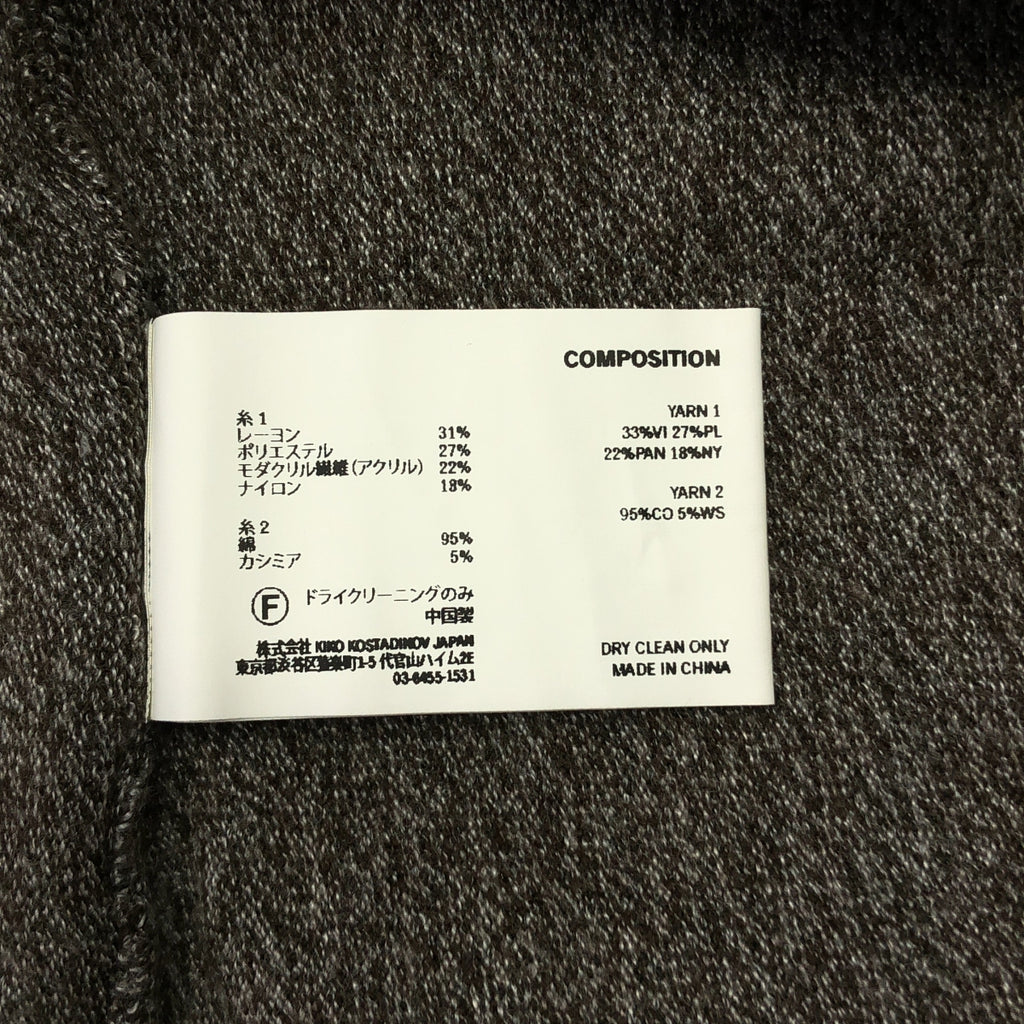 COMPOSITION
糸1
レーヨン 31%
ポリエステル 27%
モダクリル繊維(アクリル) 22%
ナイロン 18%
糸2
綿 95%
カシミア 5%
Ⓕ ドライクリーニングのみ
中国製
株式会社 KIKO KOSTADINOV JAPAN
東京都渋谷区猿楽町1-5 代官山ハイム2E
03-6455-1531
YARN 1
33%VI 27%PL
22%PAN 18%NY
YARN 2
95%CO 5%WS
DRY CLEAN ONLY
MADE IN CHINA